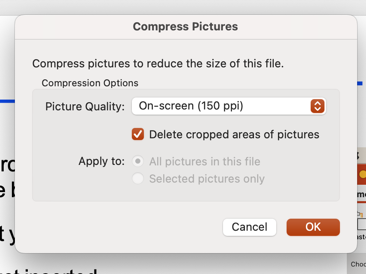 Compress Pictures
Compress pictures to reduce the size of this file.
Compression Options
Picture Quality: On-screen (150 ppi)
Delete cropped areas of pictures
Apply to: All pictures in this file
Selected pictures only
Cancel OK